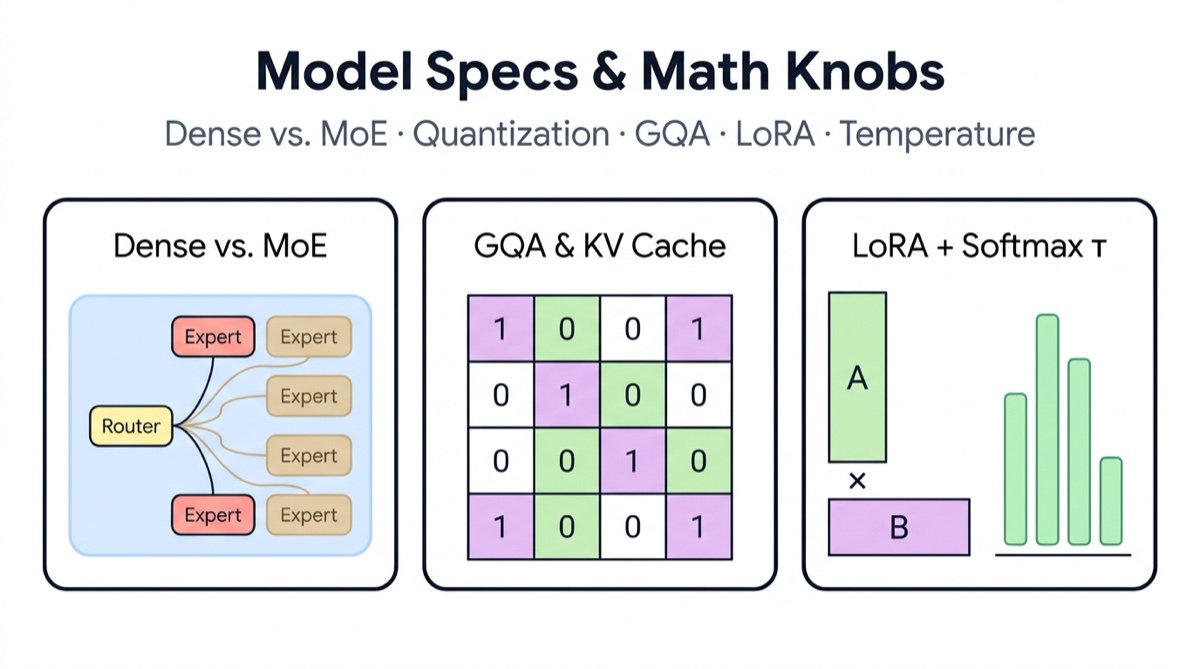 Model Specs & Math Knobs
Dense vs. MoE · Quantization · GQA · LoRA · Temperature
Dense vs. MoE
Expert Expert
Expert
Router
Expert
Expert Expert
GQA & KV Cache
1 0 0 1
0 1 0 0
0 0 1 0
1 0 0 1
LoRA + Softmax τ
A
×
B